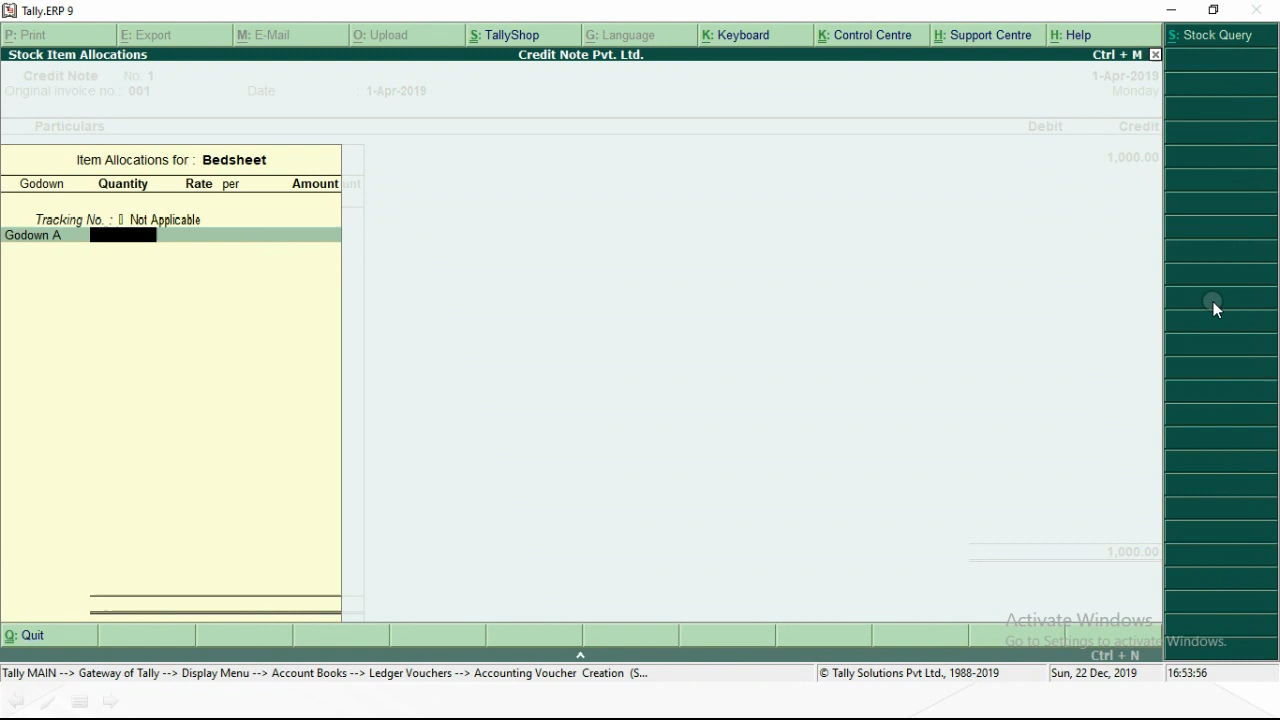 Tally.ERP 9
P: Print E: Export M: E-Mail O: Upload S: TallyShop G: Language K: Keyboard K: Control Centre H: Support Centre H: Help S: Stock Query
Stock Item Allocations Credit Note Pvt. Ltd. Ctrl + M
Credit Note No. 1 1-Apr-2019
Original invoice no.: 001 Date : 1-Apr-2019 Monday
Particulars Debit Credit
Item Allocations for : Bedsheet 1,000.00
Godown Quantity Rate per Amount
Tracking No. : Not Applicable
Godown A
1,000.00
Activate Windows
Q: Quit Go to Settings to activate Windows.
Ctrl + N
Tally MAIN --> Gateway of Tally --> Display Menu --> Account Books --> Ledger Vouchers --> Accounting Voucher Creation (S... © Tally Solutions Pvt Ltd., 1988-2019 Sun, 22 Dec, 2019 16:53:56